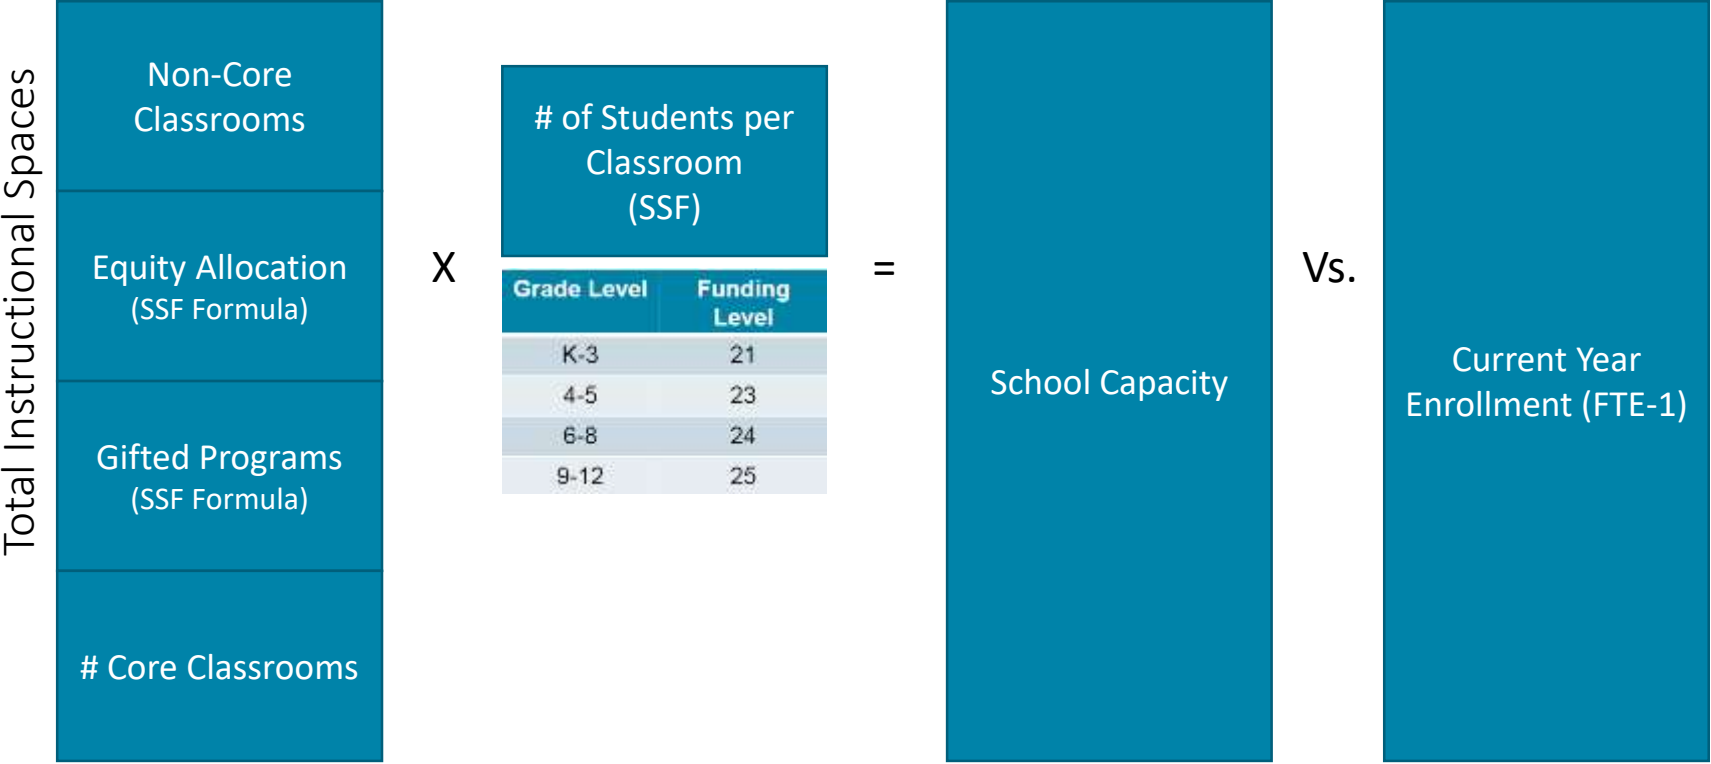 Total Instructional Spaces
Non-Core
Classrooms
Equity Allocation
(SSF Formula)
Gifted Programs
(SSF Formula)
# Core Classrooms
X
# of Students per
Classroom
(SSF)
Grade Level Funding
Level
K-3 21
4-5 23
6-8 24
9-12 25
=
School Capacity
Vs.
Current Year
Enrollment (FTE-1)